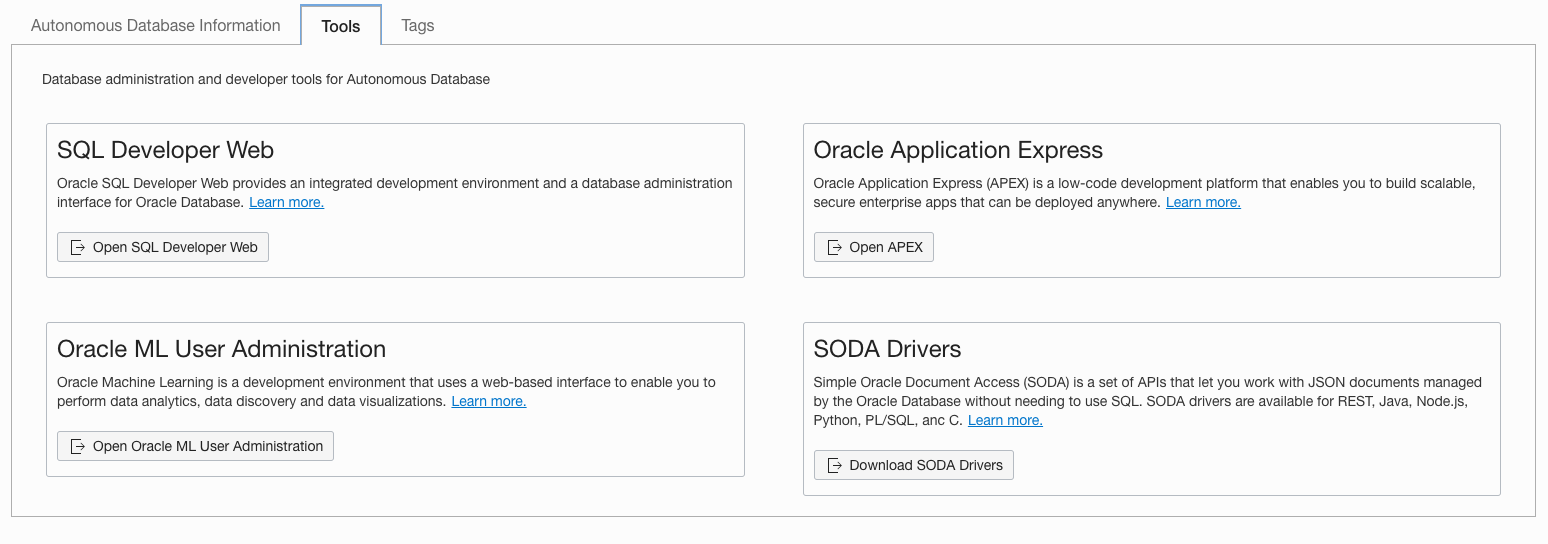 Autonomous Database Information
Tools
Tags
Database administration and developer tools for Autonomous Database
SQL Developer Web
Oracle SQL Developer Web provides an integrated development environment and a database administration
interface for Oracle Database. Learn more.
Open SQL Developer Web
Oracle Application Express
Oracle Application Express (APEX) is a low-code development platform that enables you to build scalable,
secure enterprise apps that can be deployed anywhere. Learn more.
Open APEX
Oracle ML User Administration
Oracle Machine Learning is a development environment that uses a web-based interface to enable you to
perform data analytics, data discovery and data visualizations. Learn more.
Open Oracle ML User Administration
SODA Drivers
Simple Oracle Document Access (SODA) is a set of APIs that let you work with JSON documents managed
by the Oracle Database without needing to use SQL. SODA drivers are available for REST, Java, Node.js,
Python, PL/SQL, anc C. Learn more.
Download SODA Drivers